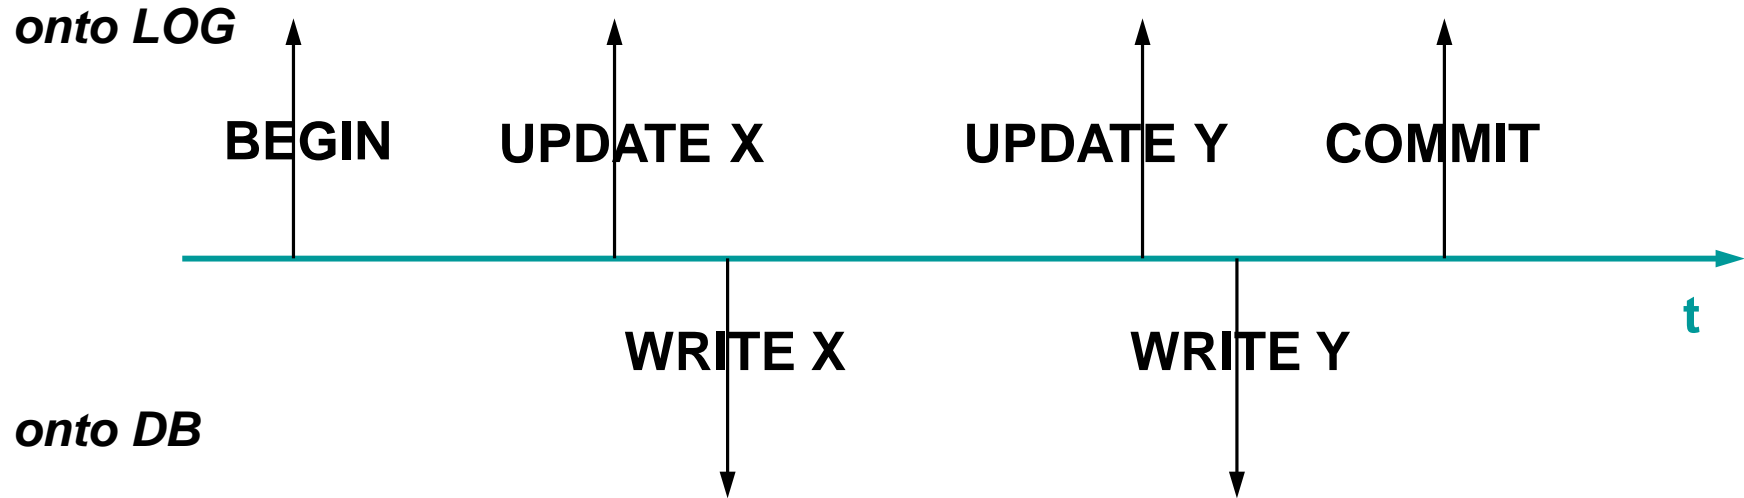 onto LOG
BEGIN UPDATE X UPDATE Y COMMIT
t
WRITE X WRITE Y
onto DB